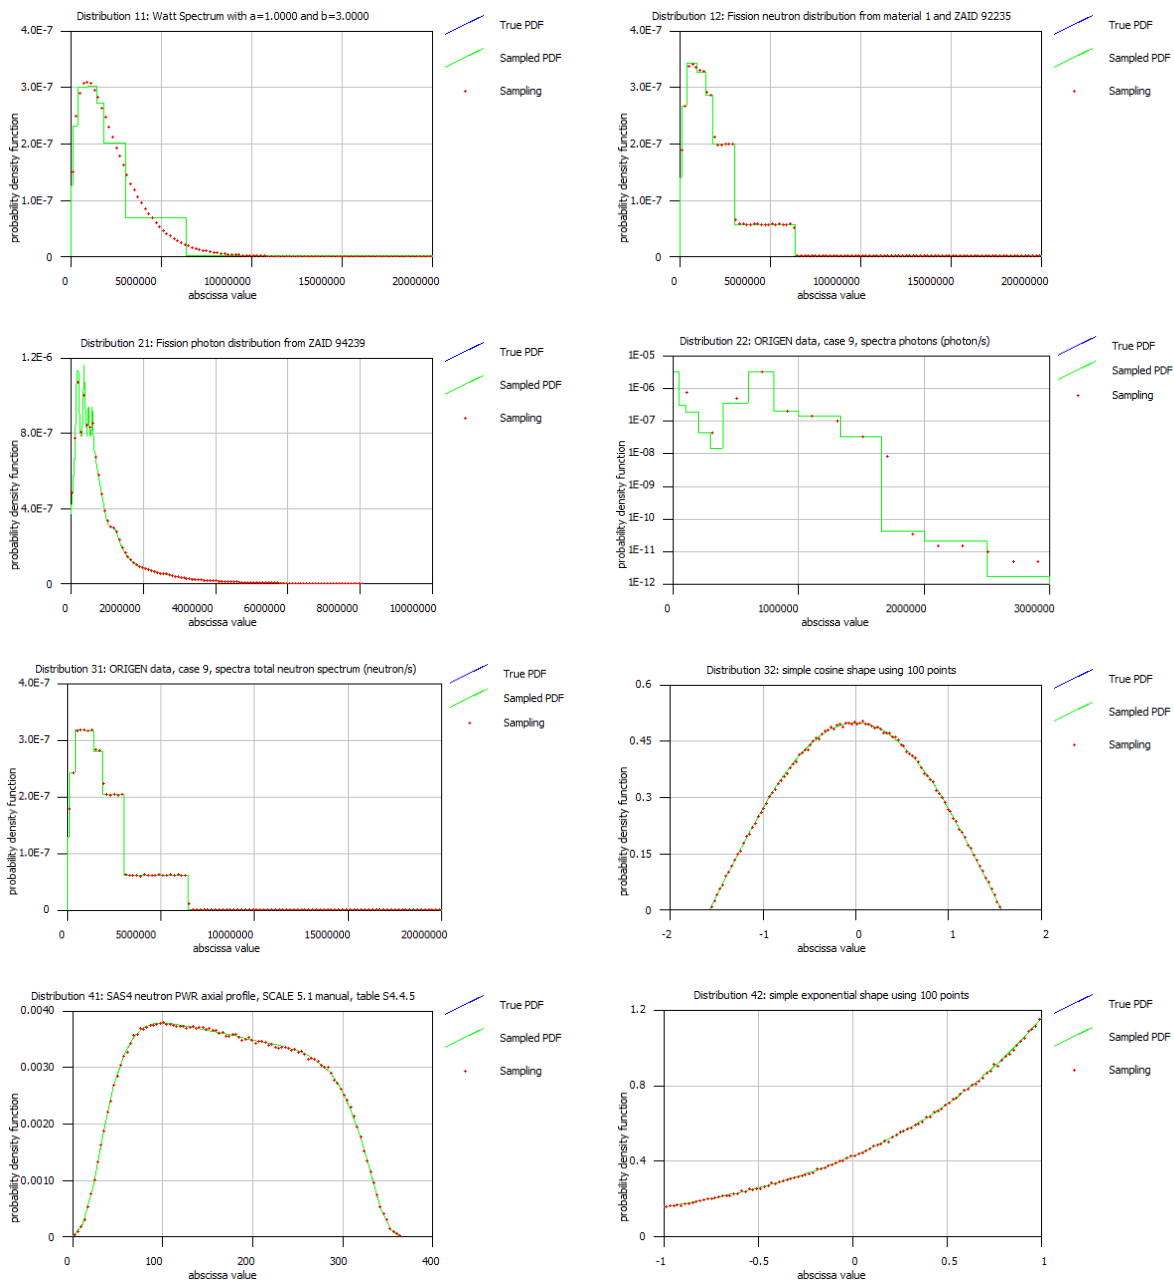 Distribution 11: Watt Spectrum with a=1.0000 and b=3.0000
True PDF
Sampled PDF
Sampling
probability density function
4.0E-7
3.0E-7
2.0E-7
1.0E-7
0
0 5000000 10000000 15000000 20000000
abscissa value
Distribution 12: Fission neutron distribution from material 1 and ZAID 92235
True PDF
Sampled PDF
Sampling
probability density function
4.0E-7
3.0E-7
2.0E-7
1.0E-7
0
0 5000000 10000000 15000000 20000000
abscissa value
Distribution 21: Fission photon distribution from ZAID 94239
True PDF
Sampled PDF
Sampling
probability density function
1.2E-6
8.0E-7
4.0E-7
0
0 2000000 4000000 6000000 8000000 10000000
abscissa value
Distribution 22: ORIGEN data, case 9, spectra photons (photon/s)
True PDF
Sampled PDF
Sampling
probability density function
1E-05
1E-06
1E-07
1E-08
1E-09
1E-10
1E-11
1E-12
0 1000000 2000000 3000000
abscissa value
Distribution 31: ORIGEN data, case 9, spectra total neutron spectrum (neutron/s)
True PDF
Sampled PDF
Sampling
probability density function
4.0E-7
3.0E-7
2.0E-7
1.0E-7
0
0 5000000 10000000 15000000 20000000
abscissa value
Distribution 32: simple cosine shape using 100 points
True PDF
Sampled PDF
Sampling
probability density function
0.6
0.45
0.3
0.15
0
-2 -1 0 1 2
abscissa value
Distribution 41: SAS4 neutron PWR axial profile, SCALE 5.1 manual, table S4.4.5
True PDF
Sampled PDF
Sampling
probability density function
0.0040
0.0030
0.0020
0.0010
0
0 100 200 300 400
abscissa value
Distribution 42: simple exponential shape using 100 points
True PDF
Sampled PDF
Sampling
probability density function
1.2
0.8
0.4
0
-1 -0.5 0 0.5 1
abscissa value